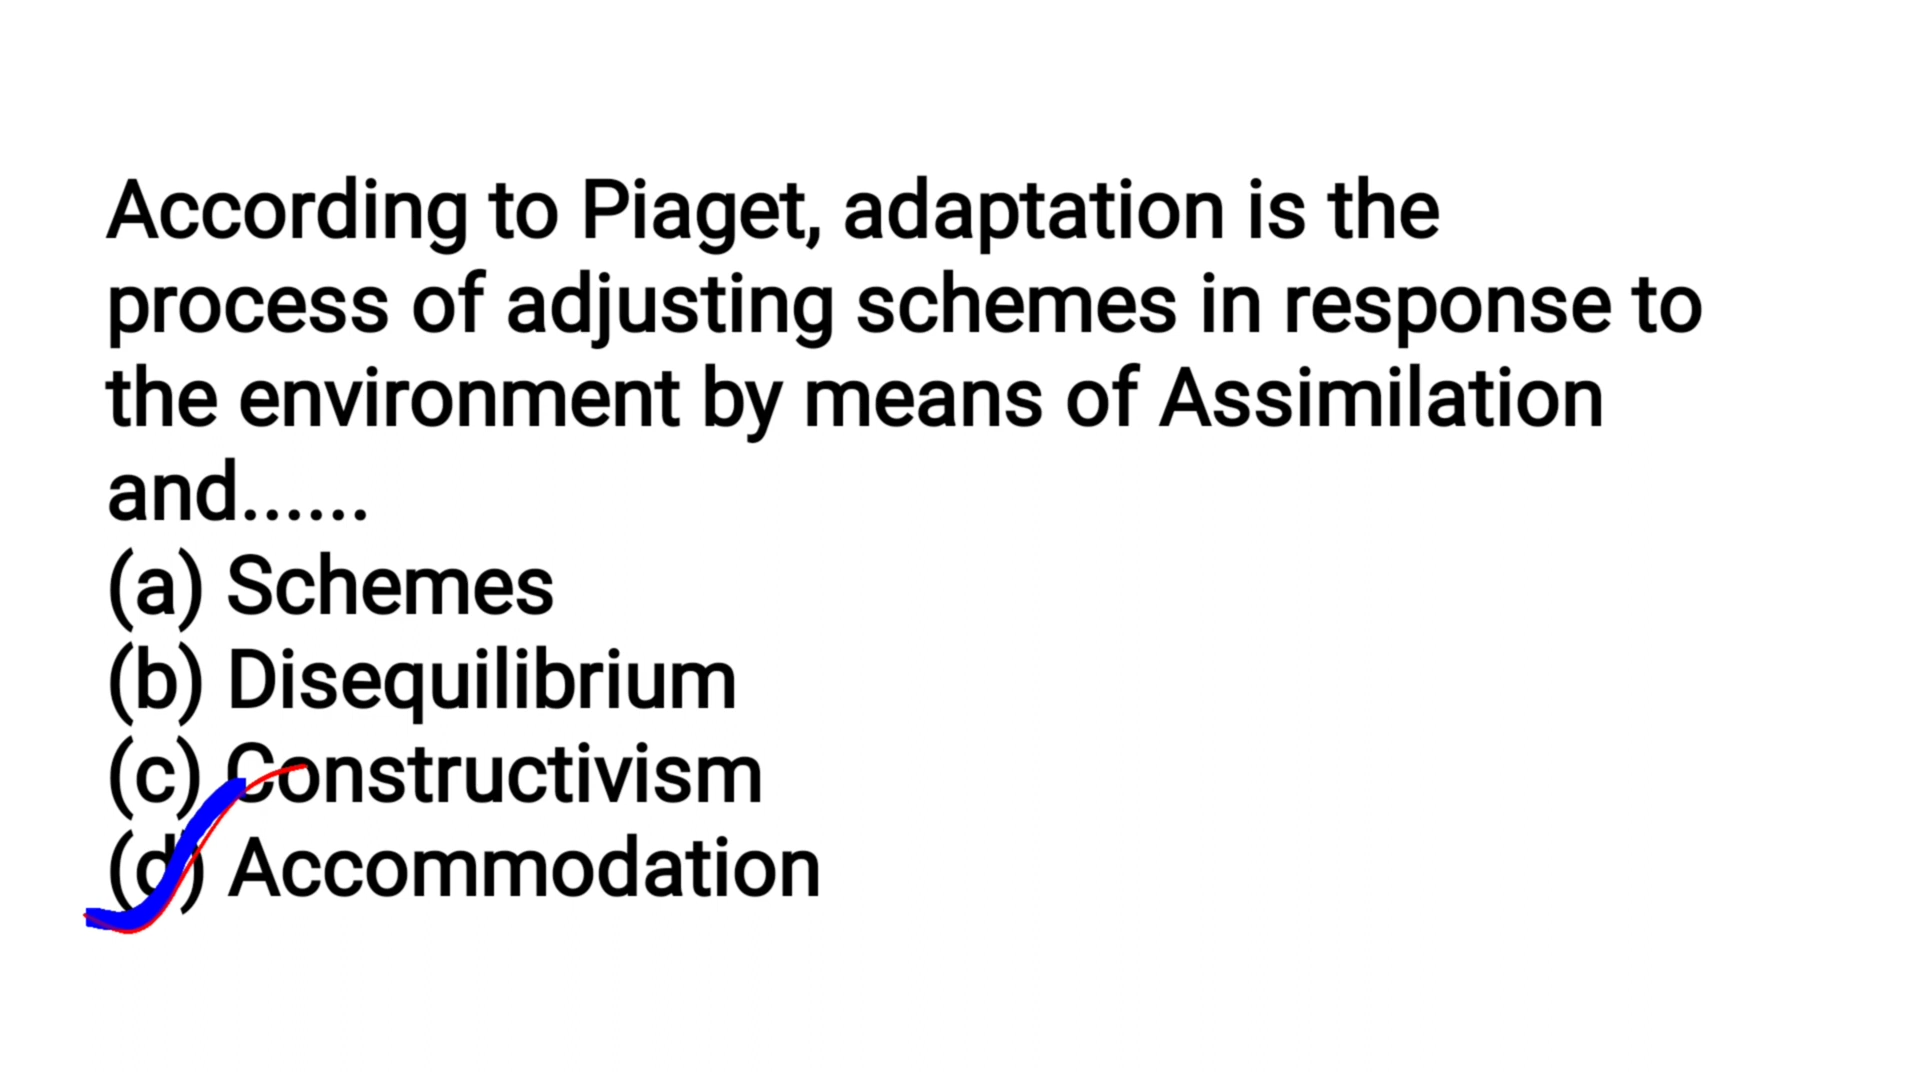 According to Piaget, adaptation is the
process of adjusting schemes in response to
the environment by means of Assimilation
and......
(a) Schemes
(b) Disequilibrium
(c) Constructivism
(d) Accommodation